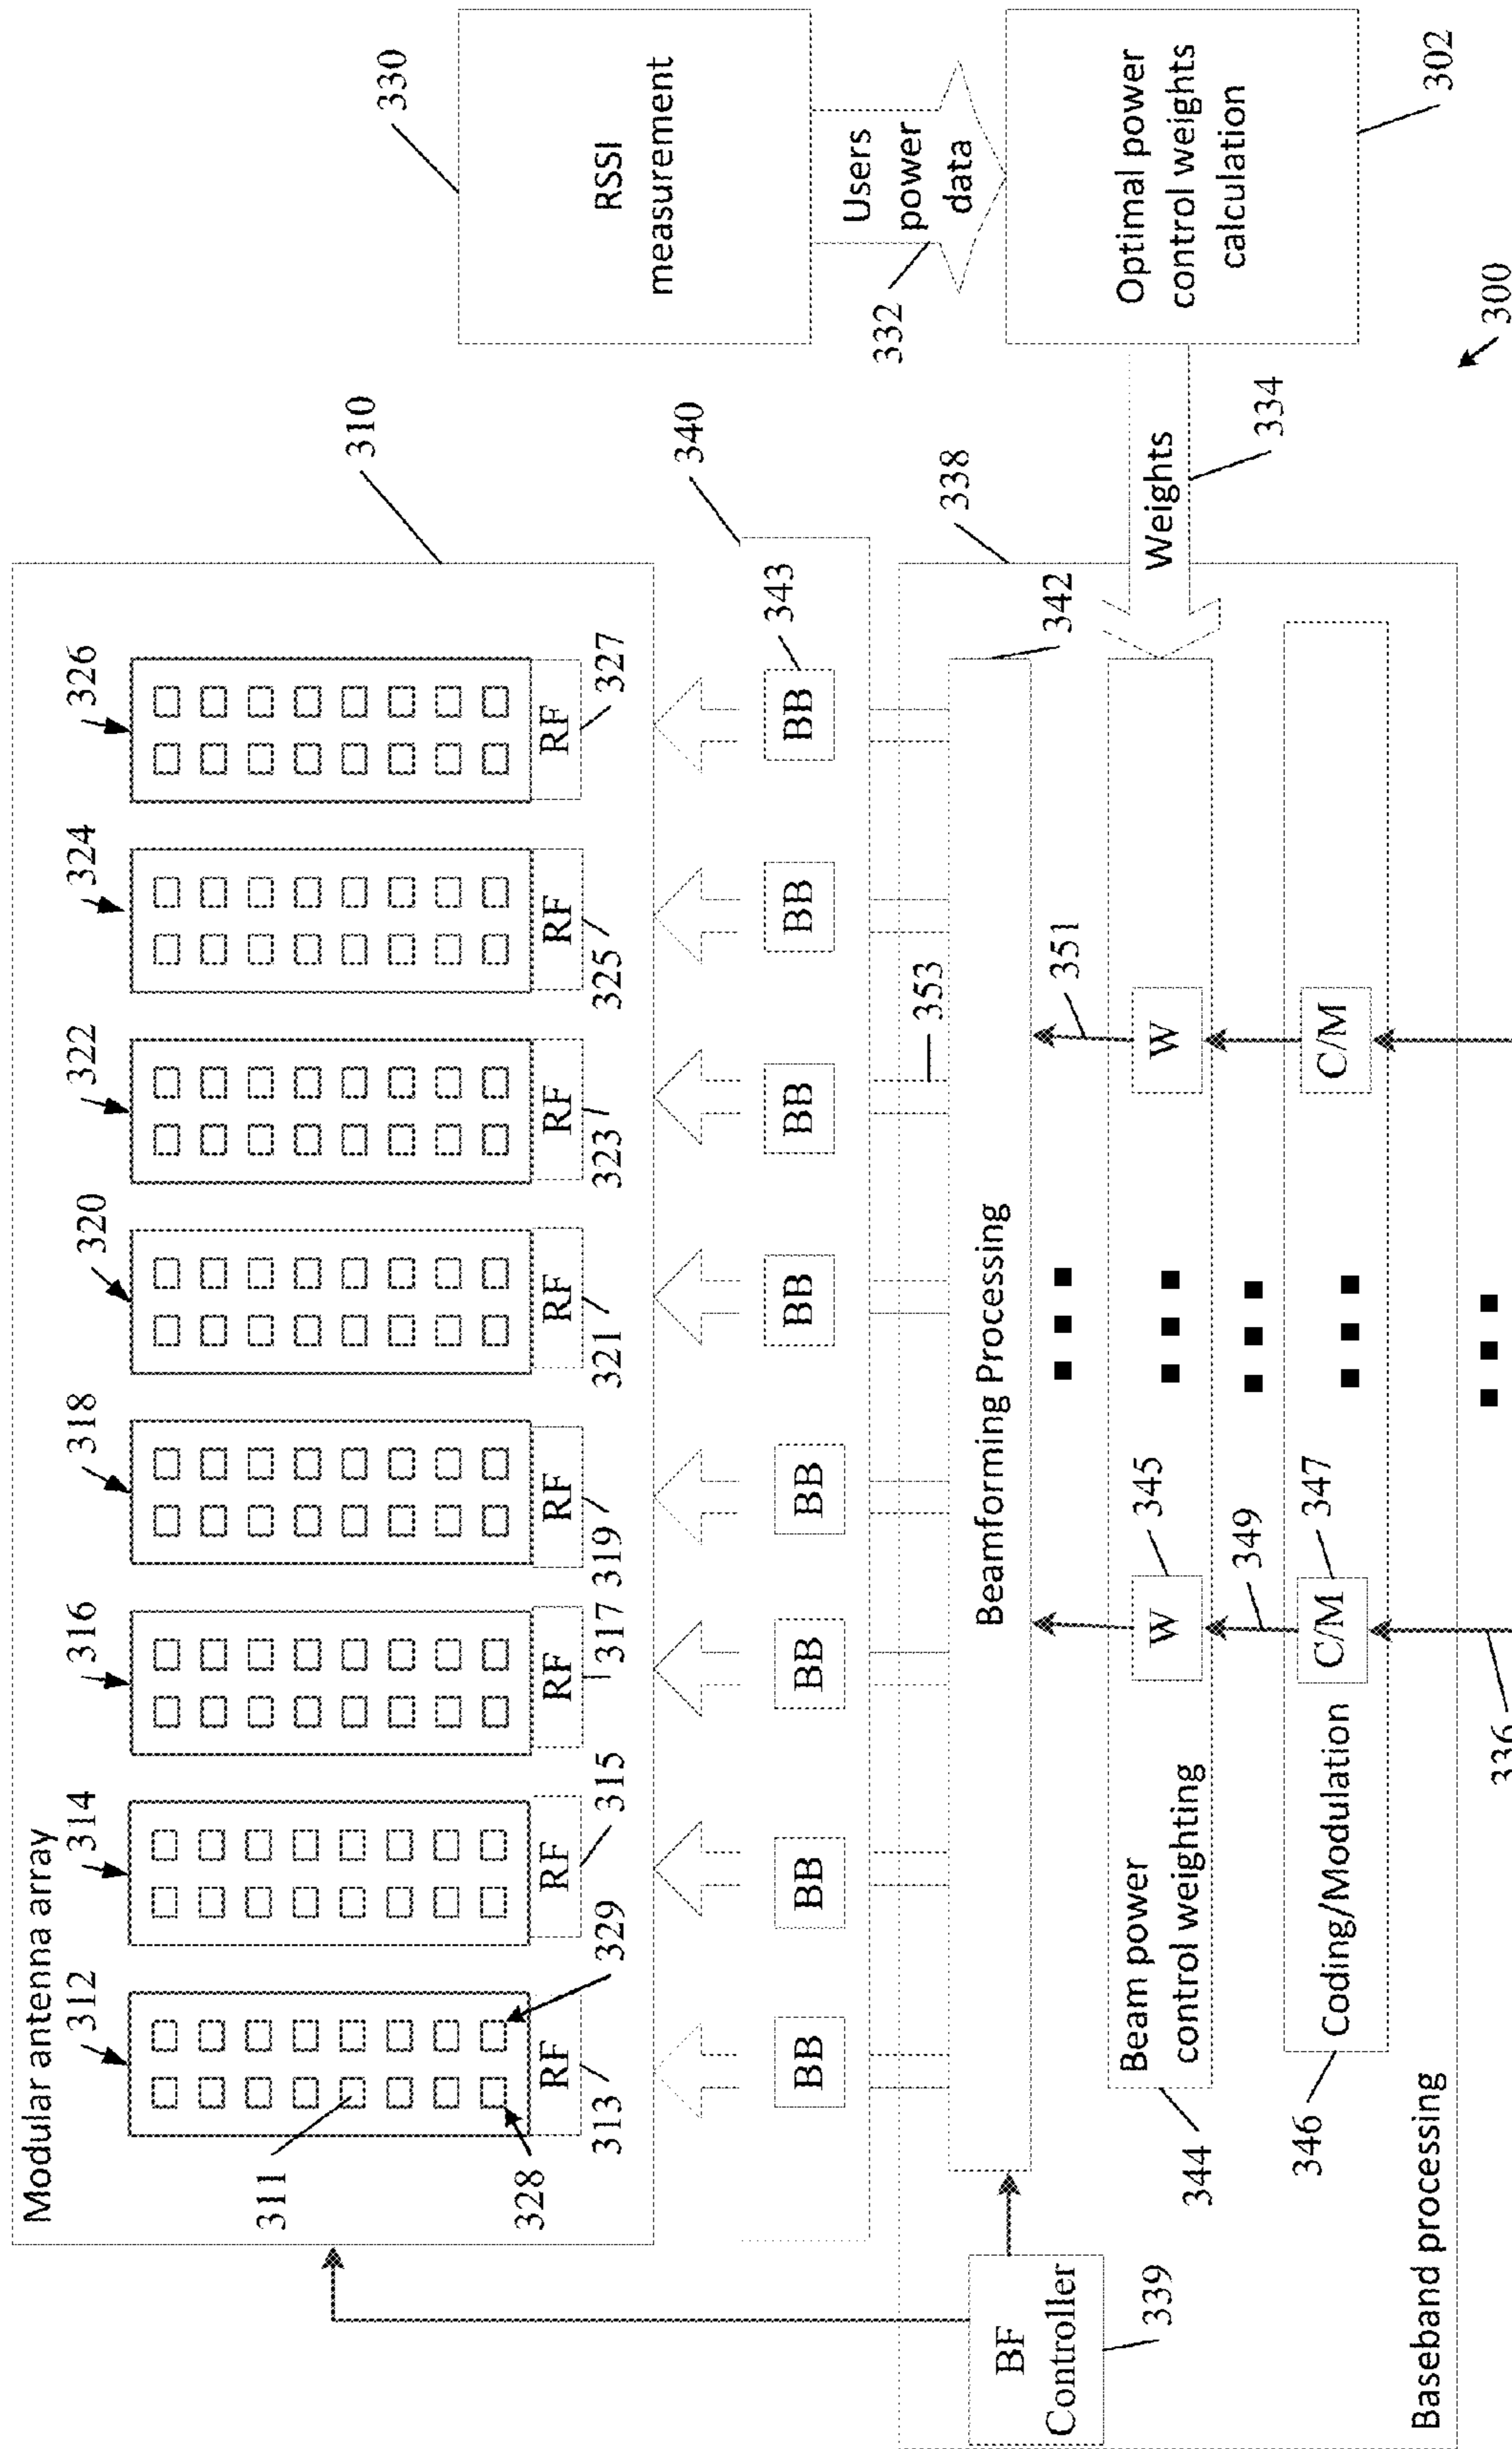 Modular antenna array
312
314
316
318
320
322
324
326
311
328
329
RF
RF
RF
RF
RF
RF
RF
RF
313
315
317
319
321
323
325
327
310
340
BB
BB
BB
BB
BB
BB
BB
BB
343
353
338
342
Beamforming Processing
BF
Controller
339
351
Beam power
control weighting
344
W
345
W
349
Coding/Modulation
346
C/M
347
C/M
336
Baseband processing
330
RSSI
measurement
Users
power
data
332
Optimal power
control weights
calculation
302
Weights
334
300